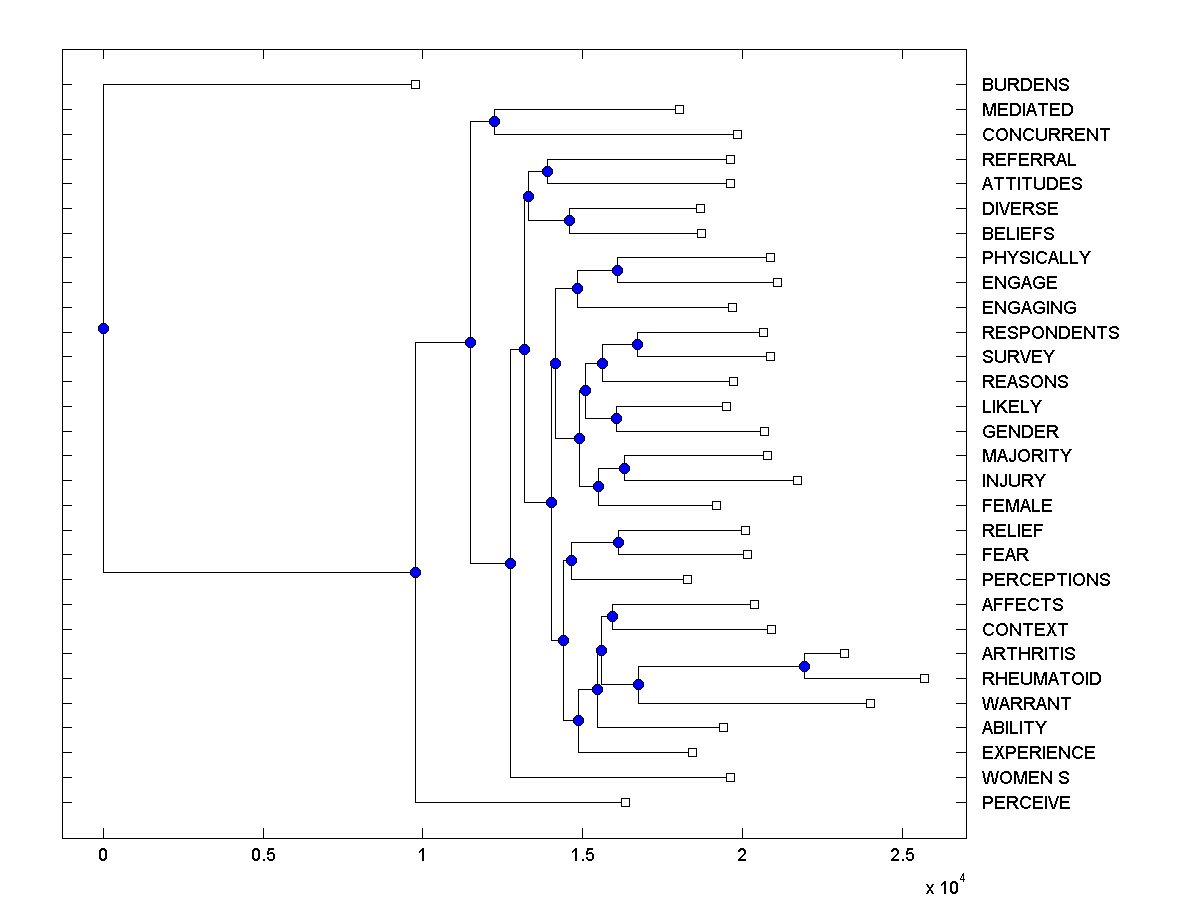 BURDENS
MEDIATED
CONCURRENT
REFERRAL
ATTITUDES
DIVERSE
BELIEFS
PHYSICALLY
ENGAGE
ENGAGING
RESPONDENTS
SURVEY
REASONS
LIKELY
GENDER
MAJORITY
INJURY
FEMALE
RELIEF
FEAR
PERCEPTIONS
AFFECTS
CONTEXT
ARTHRITIS
RHEUMATOID
WARRANT
ABILITY
EXPERIENCE
WOMEN S
PERCEIVE
0 0.5 1 1.5 2 2.5
x 10^4